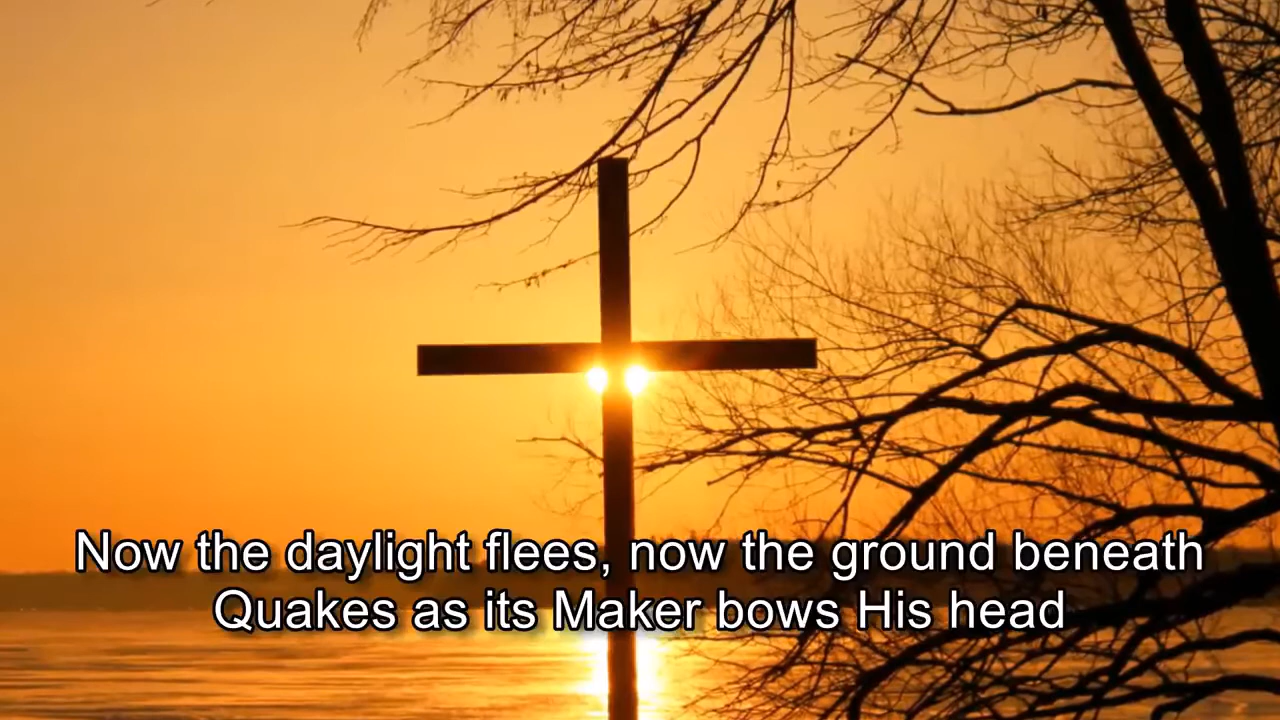 Now the daylight flees, now the ground beneath
Quakes as its Maker bows His head